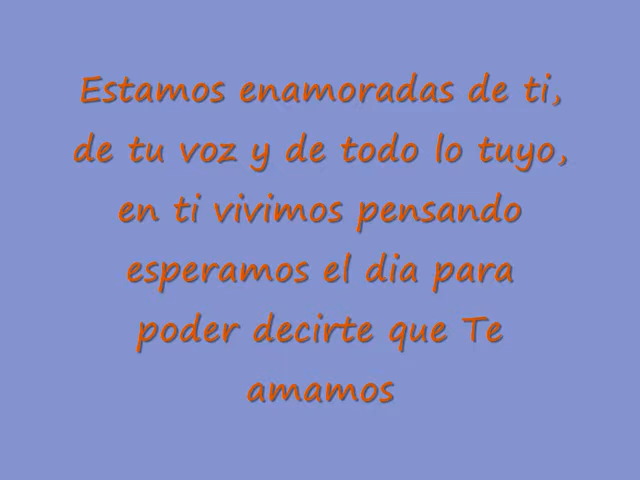 Estamos enamoradas de ti,
de tu voz y de todo lo tuyo,
en ti vivimos pensando
esperamos el dia para
poder decirte que Te
amamos